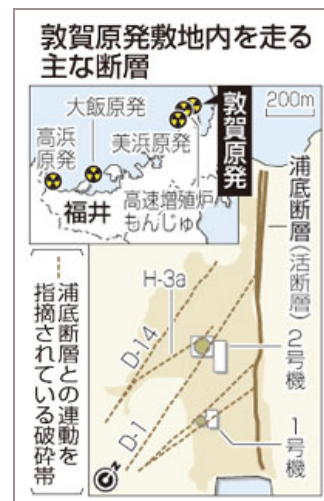 敦賀原発敷地内を走る
主な断層
大飯原発
高浜
原発
美浜原発
敦賀原発
200m
福井
高速増殖炉
もんじゅ
浦底断層(活断層)
H-3a
D-14
D-1
2号機
1号機
浦底断層との連動を
指摘されている破砕帯
N